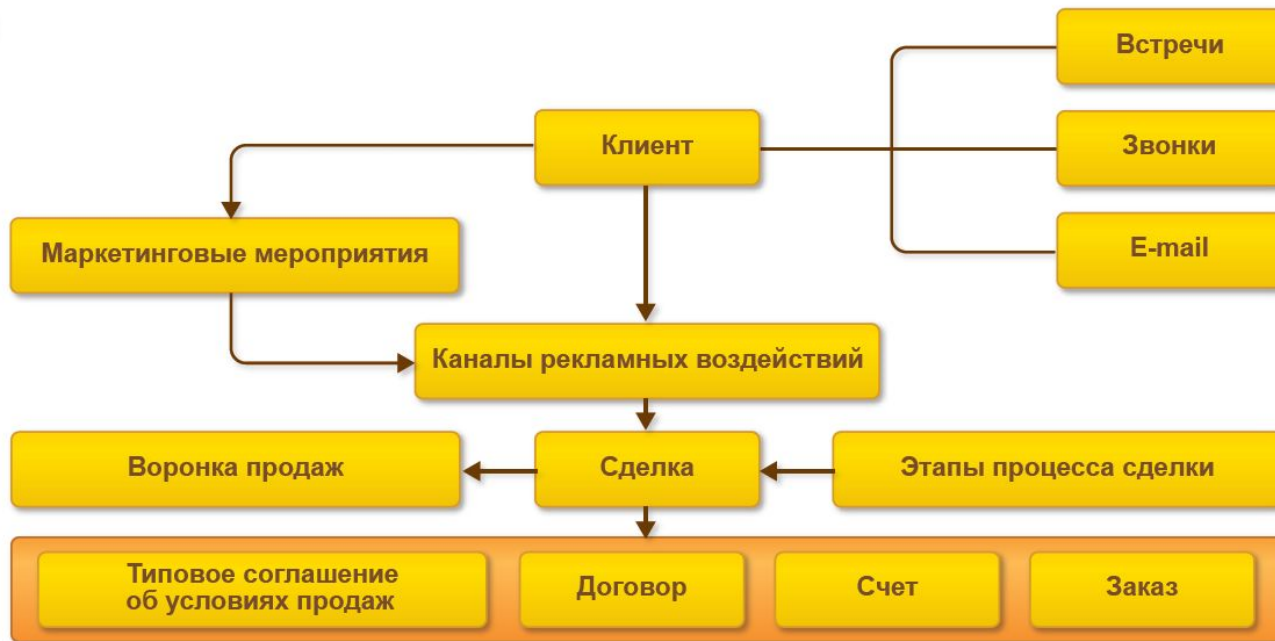 Встречи
Клиент
Звонки
Маркетинговые мероприятия
E-mail
Каналы рекламных воздействий
Воронка продаж
Сделка
Этапы процесса сделки
Типовое соглашение
об условиях продаж
Договор
Счет
Заказ